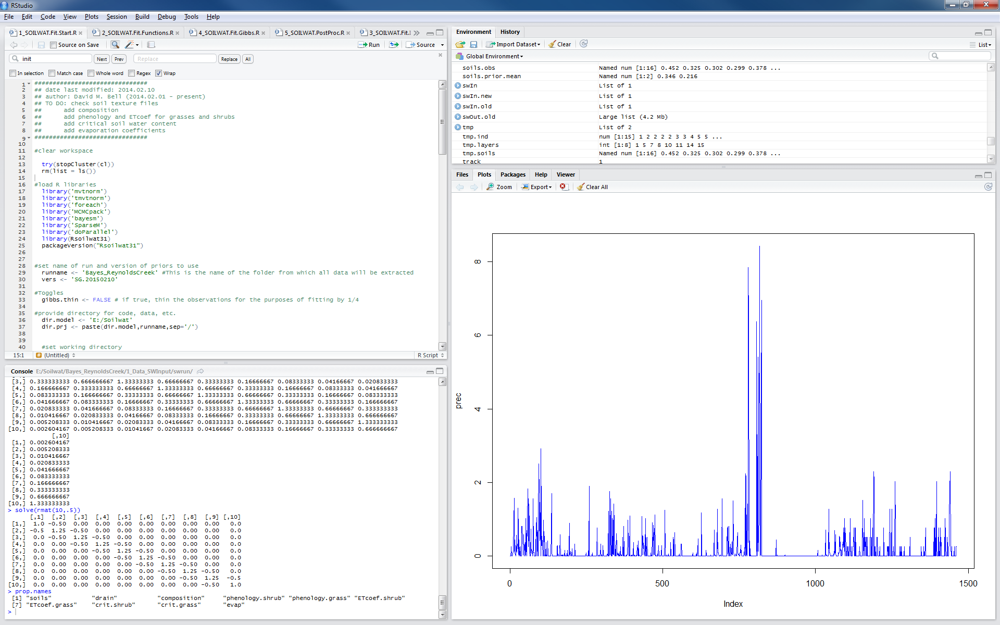 RStudio
File Edit Code View Plots Session Build Debug Tools Help
1_SOILWAT.Fit.Start.R 2_SOILWAT.Fit.Functions.R 4_SOILWAT.Fit.Gibbs.R 5_SOILWAT.PostProc.R 3_SOILWAT.Fit.
Source on Save Run Source
init Next Prev Replace Replace All
In selection Match case Whole word Regex Wrap
1 ###############################
2 ## date last modified: 2014.02.10
3 ## author: David M. Bell (2014.02.01 - present)
4 ## TO DO: check soil texture files
5 ##      add composition
6 ##      add phenology and ETcoef for grasses and shrubs
7 ##      add critical soil water content
8 ##      add evaporation coefficients
9 ###############################
10
11 #clear workspace
12
13   try(stopCluster(cl))
14   rm(list = ls())
15
16 #load R libraries
17   library('mvtnorm')
18   library('tmvtnorm')
19   library('foreach')
20   library('MCMCpack')
21   library('bayesm')
22   library('SparseM')
23   library('doParallel')
24   library(Rsoilwat31)
25   packageVersion("Rsoilwat31")
26
27
28 #set name of run and version of priors to use
29   runname <- 'Bayes_ReynoldsCreek' #This is the name of the folder from which all data will be extracted
30   vers <- 'SG.20150210'
31
32 #Toggles
33   gibbs.thin <- FALSE # if true, thin the observations for the purposes of fitting by 1/4
34
35 #provide directory for code, data, etc.
36   dir.model <- 'E:/Soilwat'
37   dir.prj <- paste(dir.model,runname,sep='/')
38
39
40   #set working directory
15:1 (Untitled) R Script
Console E:/Soilwat/Bayes_ReynoldsCreek/1_Data_SWInput/swrun/
[3,] 0.333333333 0.666666667 1.33333333 0.66666667 0.33333333 0.16666667 0.08333333 0.04166667 0.020833333
[4,] 0.166666667 0.333333333 0.66666667 1.33333333 0.66666667 0.33333333 0.16666667 0.08333333 0.041666667
[5,] 0.083333333 0.166666667 0.33333333 0.66666667 1.33333333 0.66666667 0.33333333 0.16666667 0.083333333
[6,] 0.041666667 0.083333333 0.16666667 0.33333333 0.66666667 1.33333333 0.66666667 0.33333333 0.166666667
[7,] 0.020833333 0.041666667 0.08333333 0.16666667 0.33333333 0.66666667 1.33333333 0.66666667 0.333333333
[8,] 0.010416667 0.020833333 0.04166667 0.08333333 0.16666667 0.33333333 0.66666667 1.33333333 0.666666667
[9,] 0.005208333 0.010416667 0.02083333 0.04166667 0.08333333 0.16666667 0.33333333 0.66666667 1.333333333
[10,] 0.002604167 0.005208333 0.01041667 0.02083333 0.04166667 0.08333333 0.16666667 0.33333333 0.666666667
[,10]
[1,] 0.002604167
[2,] 0.005208333
[3,] 0.010416667
[4,] 0.020833333
[5,] 0.041666667
[6,] 0.083333333
[7,] 0.166666667
[8,] 0.333333333
[9,] 0.666666667
[10,] 1.333333333
> solve(rmat(10,.5))
[,1] [,2] [,3] [,4] [,5] [,6] [,7] [,8] [,9] [,10]
[1,] 1.0 -0.50 0.00 0.00 0.00 0.00 0.00 0.00 0.00 0.0
[2,] -0.5 1.25 -0.50 0.00 0.00 0.00 0.00 0.00 0.00 0.0
[3,] 0.0 -0.50 1.25 -0.50 0.00 0.00 0.00 0.00 0.00 0.0
[4,] 0.0 0.00 -0.50 1.25 -0.50 0.00 0.00 0.00 0.00 0.0
[5,] 0.0 0.00 0.00 -0.50 1.25 -0.50 0.00 0.00 0.00 0.0
[6,] 0.0 0.00 0.00 0.00 -0.50 1.25 -0.50 0.00 0.00 0.0
[7,] 0.0 0.00 0.00 0.00 0.00 -0.50 1.25 -0.50 0.00 0.0
[8,] 0.0 0.00 0.00 0.00 0.00 0.00 -0.50 1.25 -0.50 0.0
[9,] 0.0 0.00 0.00 0.00 0.00 0.00 0.00 -0.50 1.25 -0.5
[10,] 0.0 0.00 0.00 0.00 0.00 0.00 0.00 0.00 -0.50 1.0
> prop.names
[1] "soils" "drain" "composition" "phenology.shrub" "phenology.grass" "ETcoef.shrub"
[7] "ETcoef.grass" "crit.shrub" "crit.grass" "evap"
>
Environment History
Import Dataset Clear List
Global Environment
soils.obs Named num [1:16] 0.452 0.325 0.302 0.299 0.378 ...
soils.prior.mean Named num [1:2] 0.346 0.216
swIn List of 1
swIn.new List of 1
swIn.old List of 1
swOut.old Large list (4.2 Mb)
tmp List of 2
tmp.ind num [1:15] 1 2 2 2 2 3 3 4 5 5 ...
tmp.layers int [1:8] 1 5 7 8 10 11 14 15
tmp.soils Named num [1:16] 0.452 0.325 0.302 0.299 0.378 ...
track 1
Files Plots Packages Help Viewer
Zoom Export Clear All
8
6
4
2
0
prec
0 500 1000 1500
Index